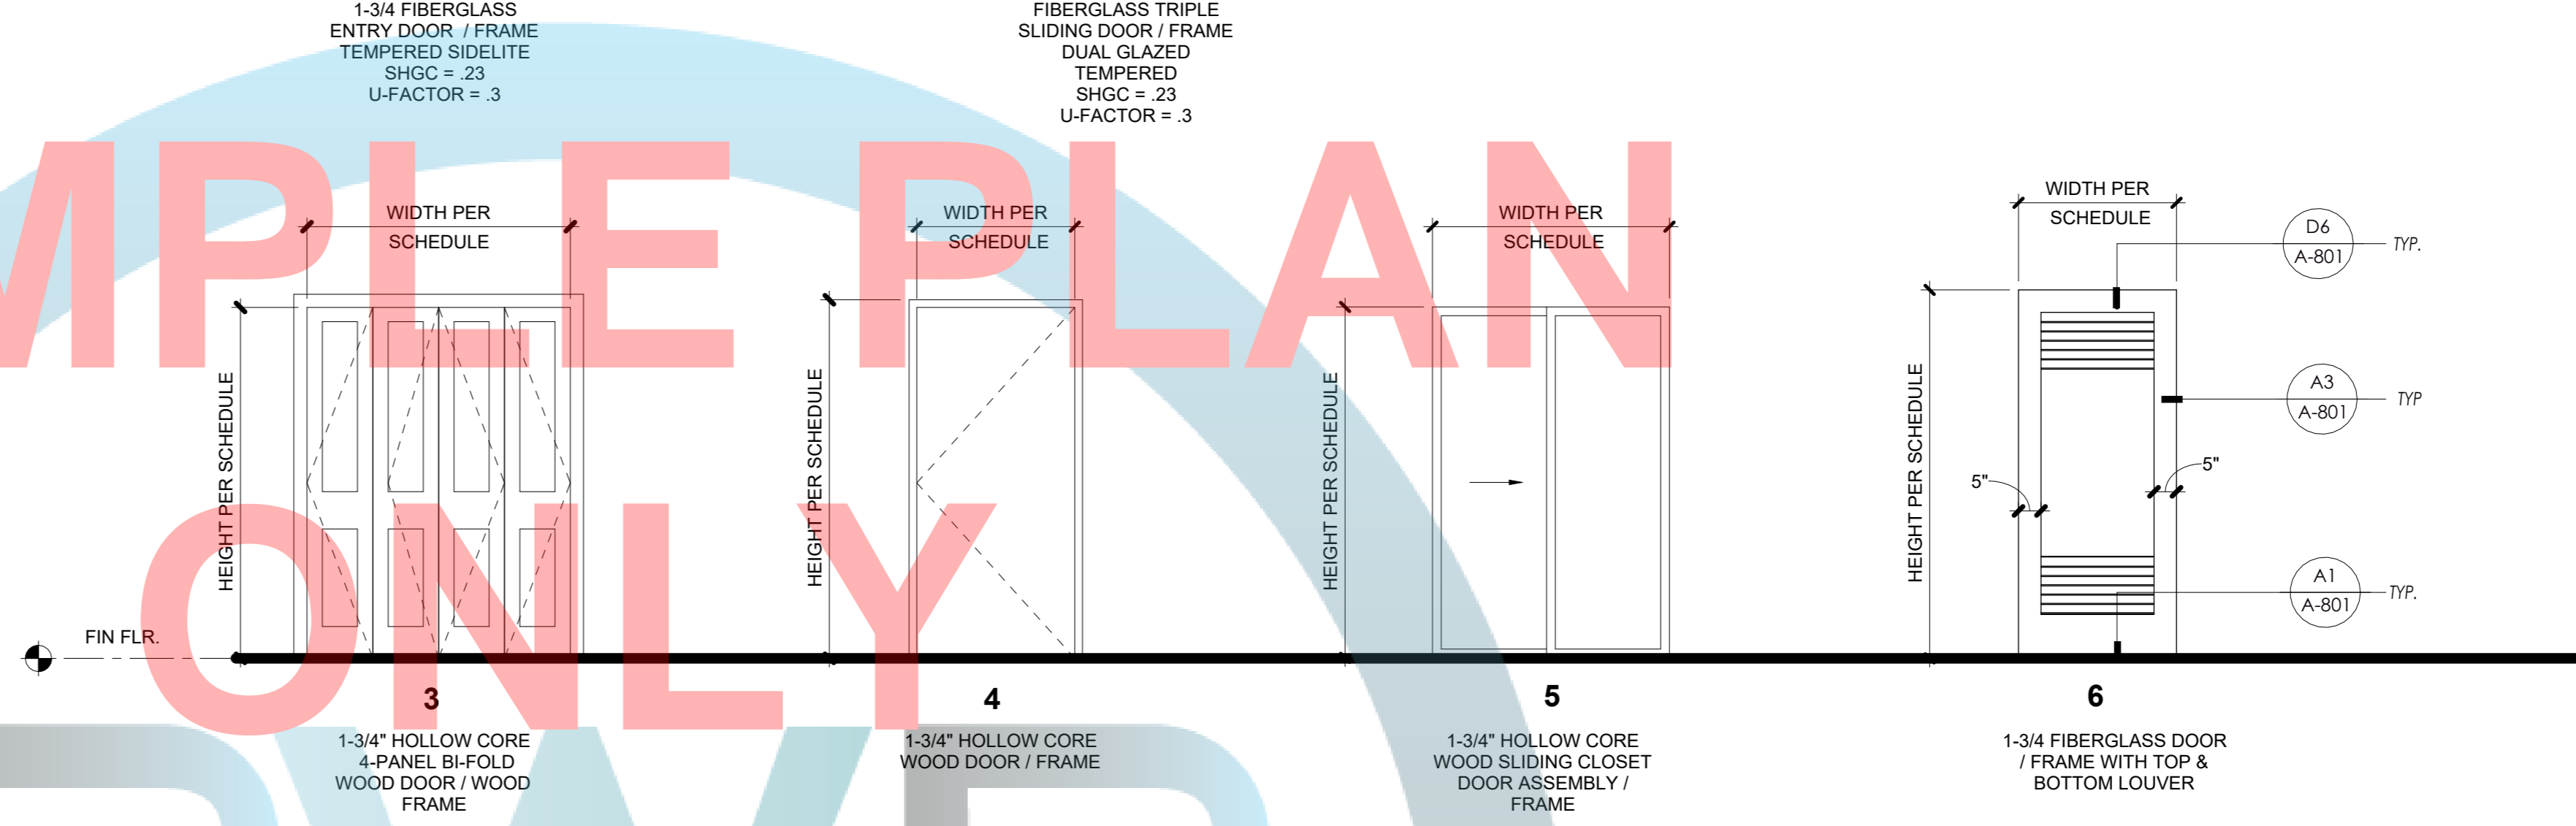 1-3/4 FIBERGLASS
ENTRY DOOR / FRAME
TEMPERED SIDELITE
SHGC = .23
U-FACTOR = .3
FIBERGLASS TRIPLE
SLIDING DOOR / FRAME
DUAL GLAZED
TEMPERED
SHGC = .23
U-FACTOR = .3
MPLE PLAN
ONLY
WIDTH PER
SCHEDULE
HEIGHT PER SCHEDULE
FIN FLR.
3
1-3/4" HOLLOW CORE
4-PANEL BI-FOLD
WOOD DOOR / WOOD
FRAME
WIDTH PER
SCHEDULE
HEIGHT PER SCHEDULE
4
1-3/4" HOLLOW CORE
WOOD DOOR / FRAME
WIDTH PER
SCHEDULE
HEIGHT PER SCHEDULE
5
1-3/4" HOLLOW CORE
WOOD SLIDING CLOSET
DOOR ASSEMBLY /
FRAME
WIDTH PER
SCHEDULE
HEIGHT PER SCHEDULE
D6
A-801
TYP.
A3
A-801
TYP
5"
5"
A1
A-801
TYP.
6
1-3/4 FIBERGLASS DOOR
/ FRAME WITH TOP &
BOTTOM LOUVER